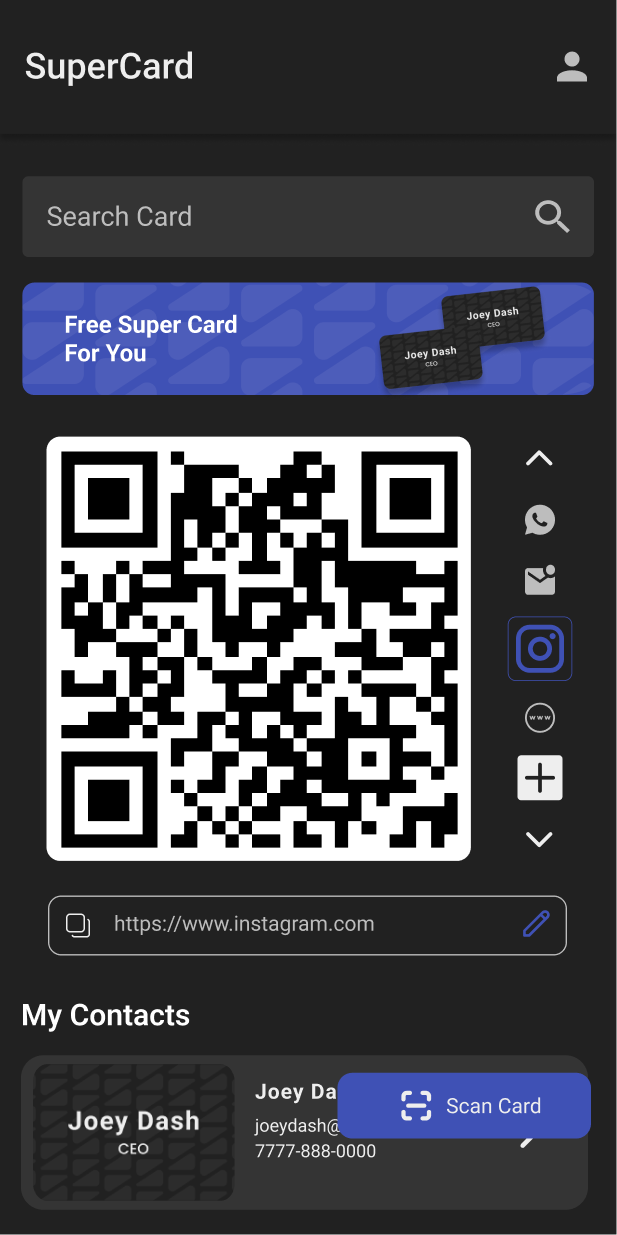 SuperCard
Search Card
Free Super Card
For You
Joey Dash
CEO
Joey Dash
CEO
www
https://www.instagram.com
My Contacts
Joey Dash
CEO
Joey Da
joeydash@
7777-888-0000
Scan Card